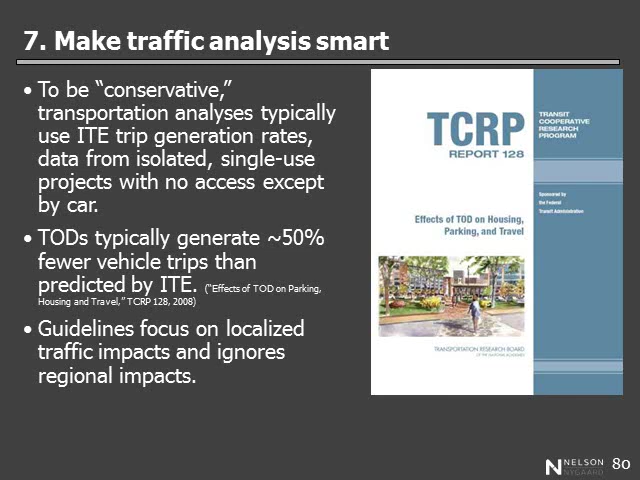 7. Make traffic analysis smart
• To be “conservative,”
transportation analyses typically
use ITE trip generation rates,
data from isolated, single-use
projects with no access except
by car.
• TODs typically generate ~50%
fewer vehicle trips than
predicted by ITE. (“Effects of TOD on Parking,
Housing and Travel,” TCRP 128, 2008)
• Guidelines focus on localized
traffic impacts and ignores
regional impacts.
TCRP
REPORT 128
TRANSIT
COOPERATIVE
RESEARCH
PROGRAM
Sponsored by
the Federal
Transit Administration
Effects of TOD on Housing,
Parking, and Travel
TRANSPORTATION RESEARCH BOARD
OF THE NATIONAL ACADEMIES
NELSON
NYGAARD
80